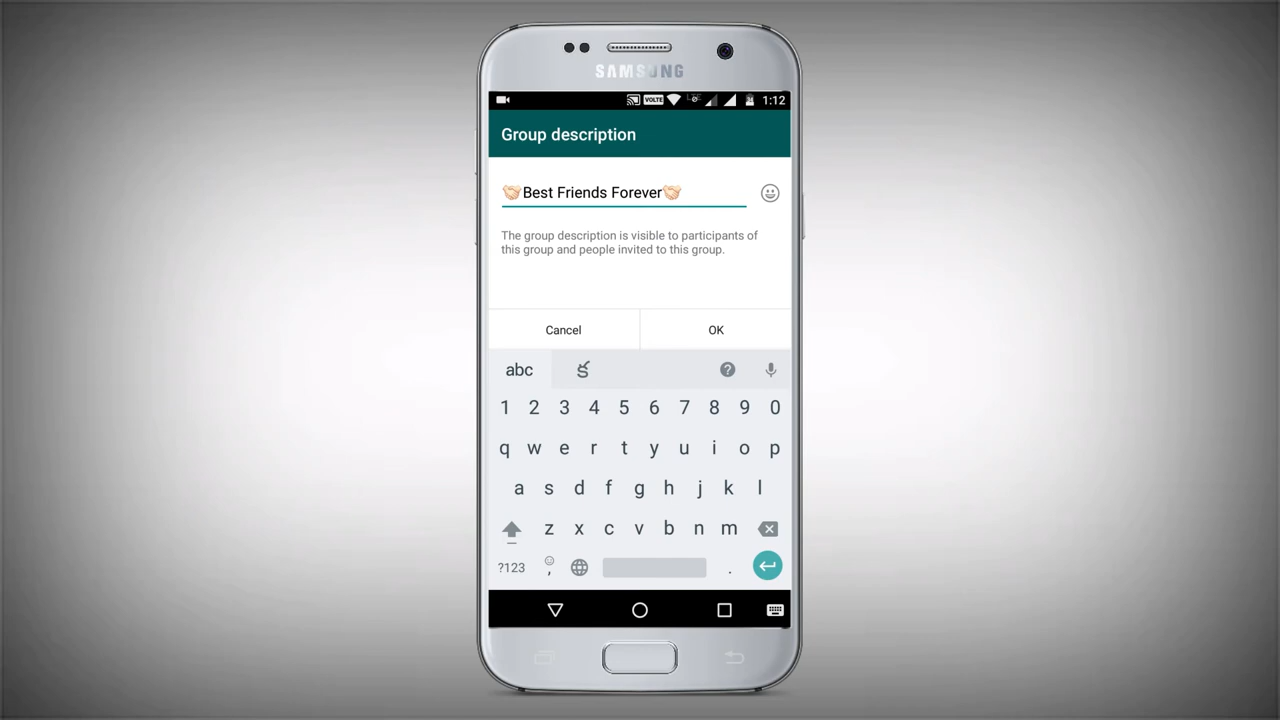 SAMSUNG
VOLTE LTE 1:12
Group description
🤝🏻Best Friends Forever🤝🏻
The group description is visible to participants of
this group and people invited to this group.
Cancel OK
abc క
1 2 3 4 5 6 7 8 9 0
q w e r t y u i o p
a s d f g h j k l
z x c v b n m
?123 , .